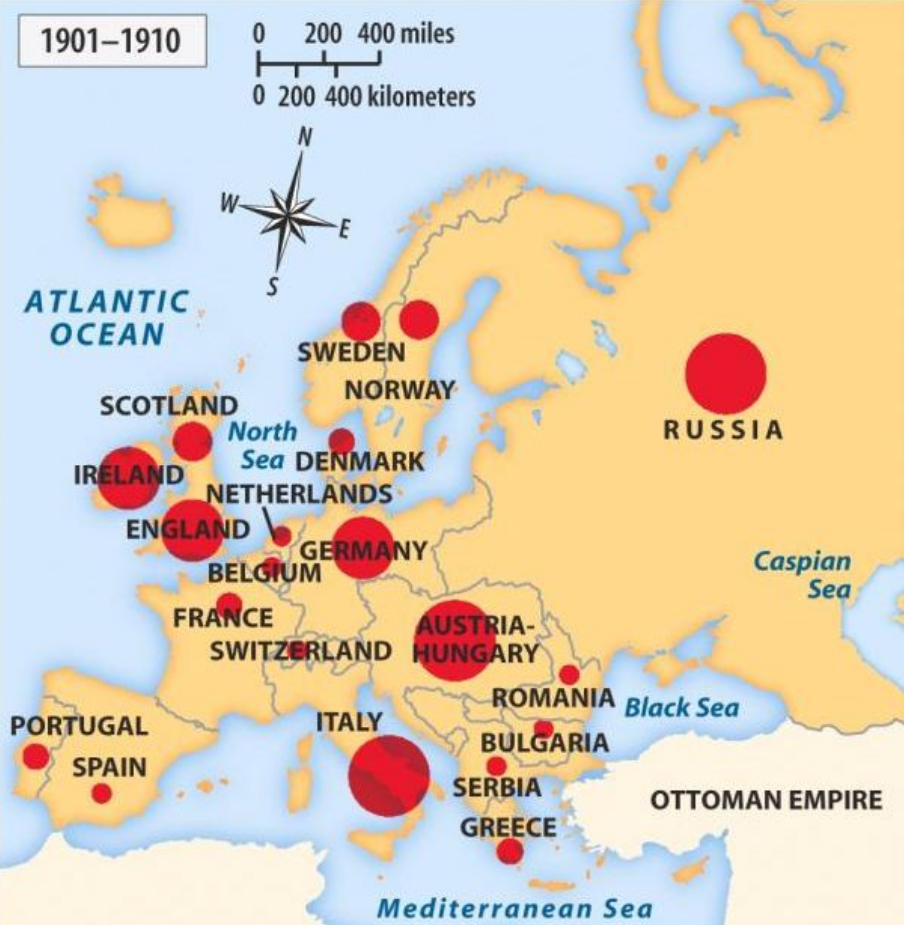 1901–1910
0 200 400 miles
0 200 400 kilometers
N
W
E
S
ATLANTIC
OCEAN
SWEDEN
NORWAY
SCOTLAND
North
Sea
DENMARK
RUSSIA
IRELAND
NETHERLANDS
ENGLAND
GERMANY
BELGIUM
Caspian
Sea
FRANCE
AUSTRIA-
HUNGARY
SWITZERLAND
ROMANIA
Black Sea
ITALY
PORTUGAL
BULGARIA
SPAIN
SERBIA
OTTOMAN EMPIRE
GREECE
Mediterranean Sea